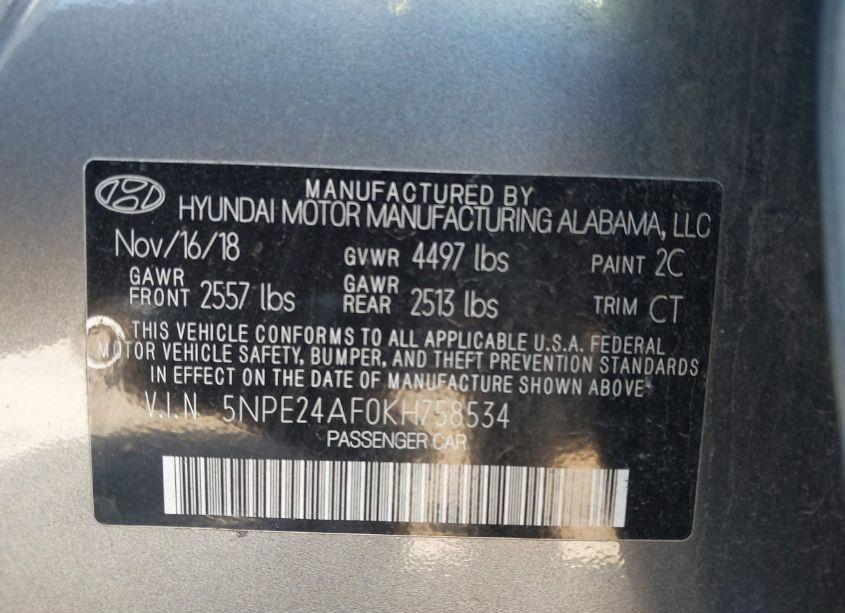 MANUFACTURED BY
HYUNDAI MOTOR MANUFACTURING ALABAMA, LLC
Nov/16/18 GVWR 4497 lbs PAINT 2C
GAWR FRONT 2557 lbs GAWR REAR 2513 lbs TRIM CT
THIS VEHICLE CONFORMS TO ALL APPLICABLE U.S.A. FEDERAL
MOTOR VEHICLE SAFETY, BUMPER, AND THEFT PREVENTION STANDARDS
IN EFFECT ON THE DATE OF MANUFACTURE SHOWN ABOVE
V.I.N 5NPE24AF0KH758534
PASSENGER CAR